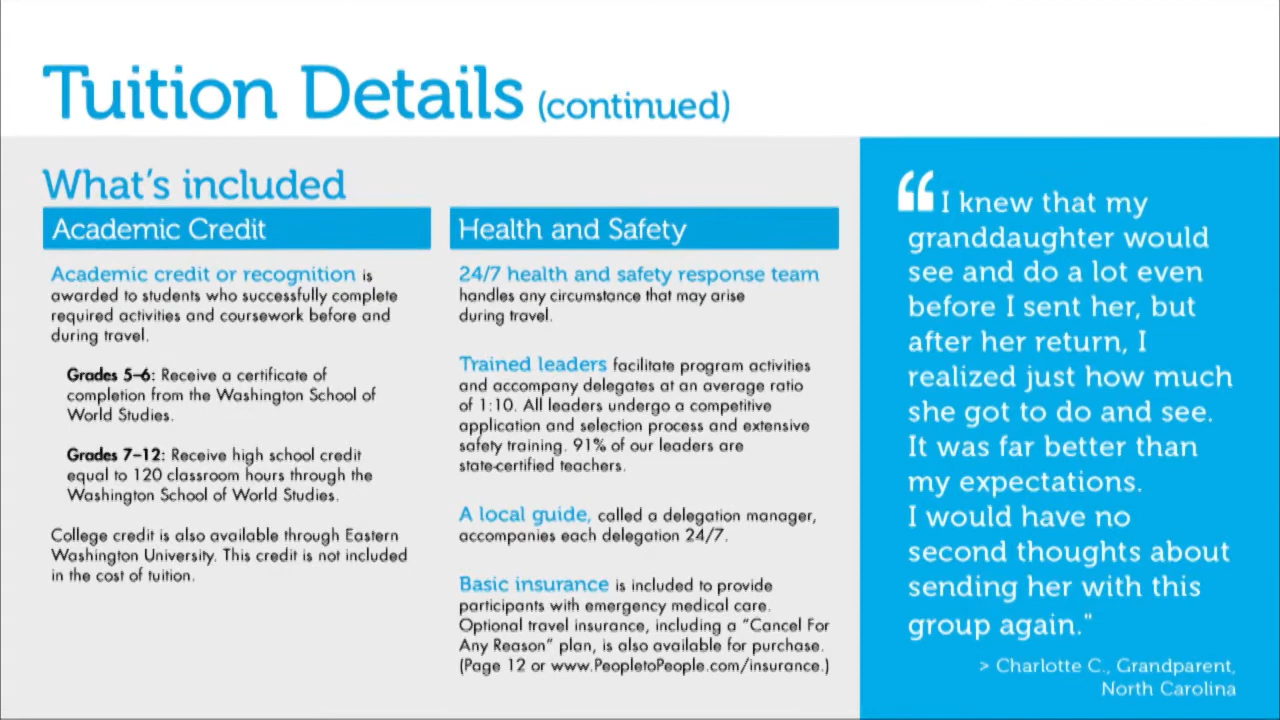 Tuition Details (continued)
What's included
Academic Credit
Academic credit or recognition is
awarded to students who successfully complete
required activities and coursework before and
during travel.
Grades 5–6: Receive a certificate of
completion from the Washington School of
World Studies.
Grades 7–12: Receive high school credit
equal to 120 classroom hours through the
Washington School of World Studies.
College credit is also available through Eastern
Washington University. This credit is not included
in the cost of tuition.
Health and Safety
24/7 health and safety response team
handles any circumstance that may arise
during travel.
Trained leaders facilitate program activities
and accompany delegates at an average ratio
of 1:10. All leaders undergo a competitive
application and selection process and extensive
safety training. 91% of our leaders are
state-certified teachers.
A local guide, called a delegation manager,
accompanies each delegation 24/7.
Basic insurance is included to provide
participants with emergency medical care.
Optional travel insurance, including a “Cancel For
Any Reason” plan, is also available for purchase.
(Page 12 or www.PeopletoPeople.com/insurance.)
“I knew that my
granddaughter would
see and do a lot even
before I sent her, but
after her return, I
realized just how much
she got to do and see.
It was far better than
my expectations.
I would have no
second thoughts about
sending her with this
group again."
> Charlotte C., Grandparent,
North Carolina